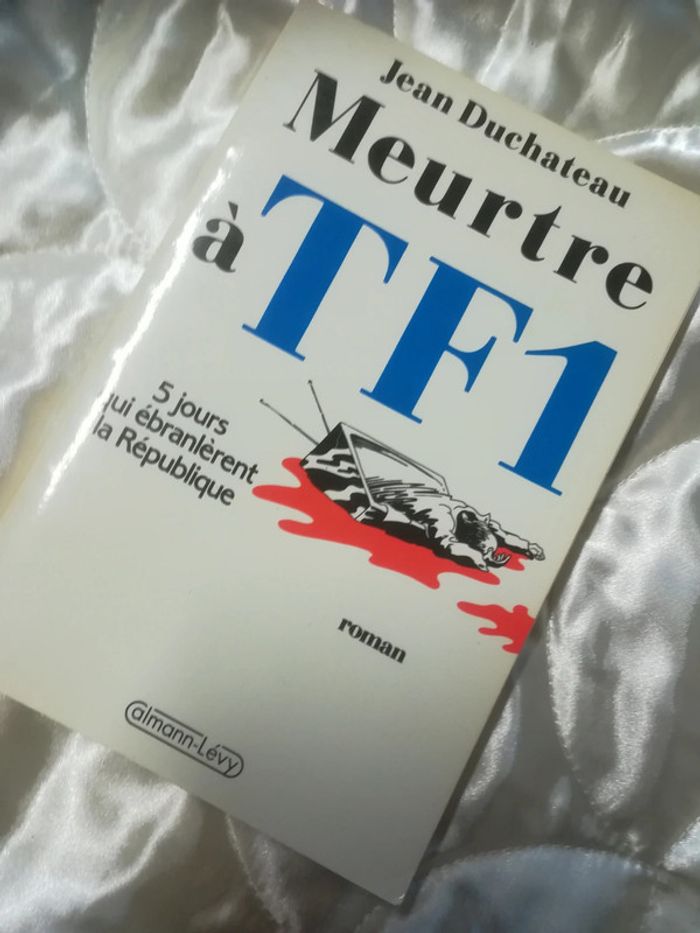 Jean Duchateau
Meurtre
à TF1
5 jours
qui ébranlèrent
la République
roman
Calmann-Lévy